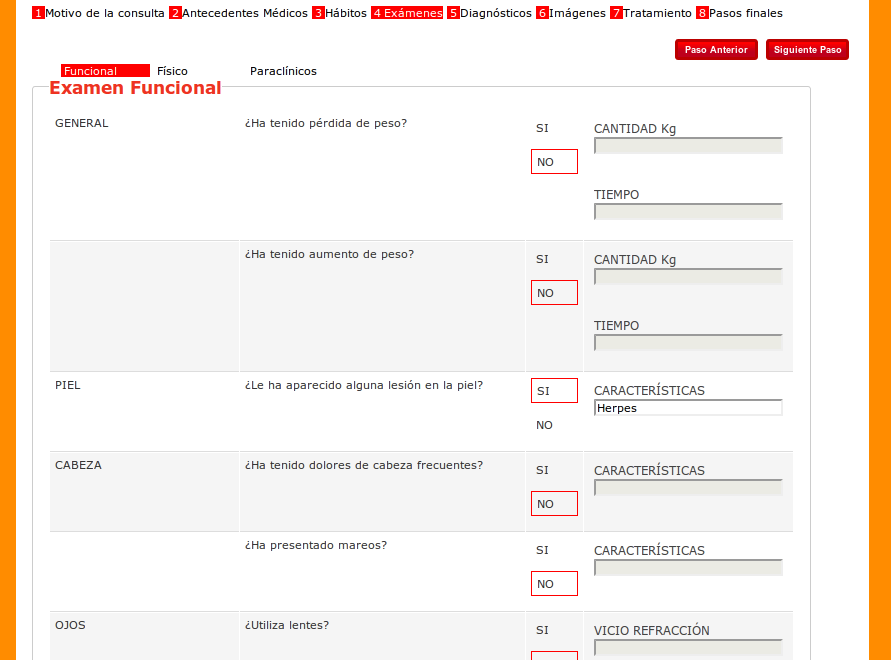 1 Motivo de la consulta 2 Antecedentes Médicos 3 Hábitos 4 Exámenes 5 Diagnósticos 6 Imágenes 7 Tratamiento 8 Pasos finales
Paso Anterior Siguiente Paso
Funcional Físico Paraclínicos
Examen Funcional
GENERAL ¿Ha tenido pérdida de peso? SI CANTIDAD Kg
NO
TIEMPO
¿Ha tenido aumento de peso? SI CANTIDAD Kg
NO
TIEMPO
PIEL ¿Le ha aparecido alguna lesión en la piel? SI CARACTERÍSTICAS
Herpes
NO
CABEZA ¿Ha tenido dolores de cabeza frecuentes? SI CARACTERÍSTICAS
NO
¿Ha presentado mareos? SI CARACTERÍSTICAS
NO
OJOS ¿Utiliza lentes? SI VICIO REFRACCIÓN